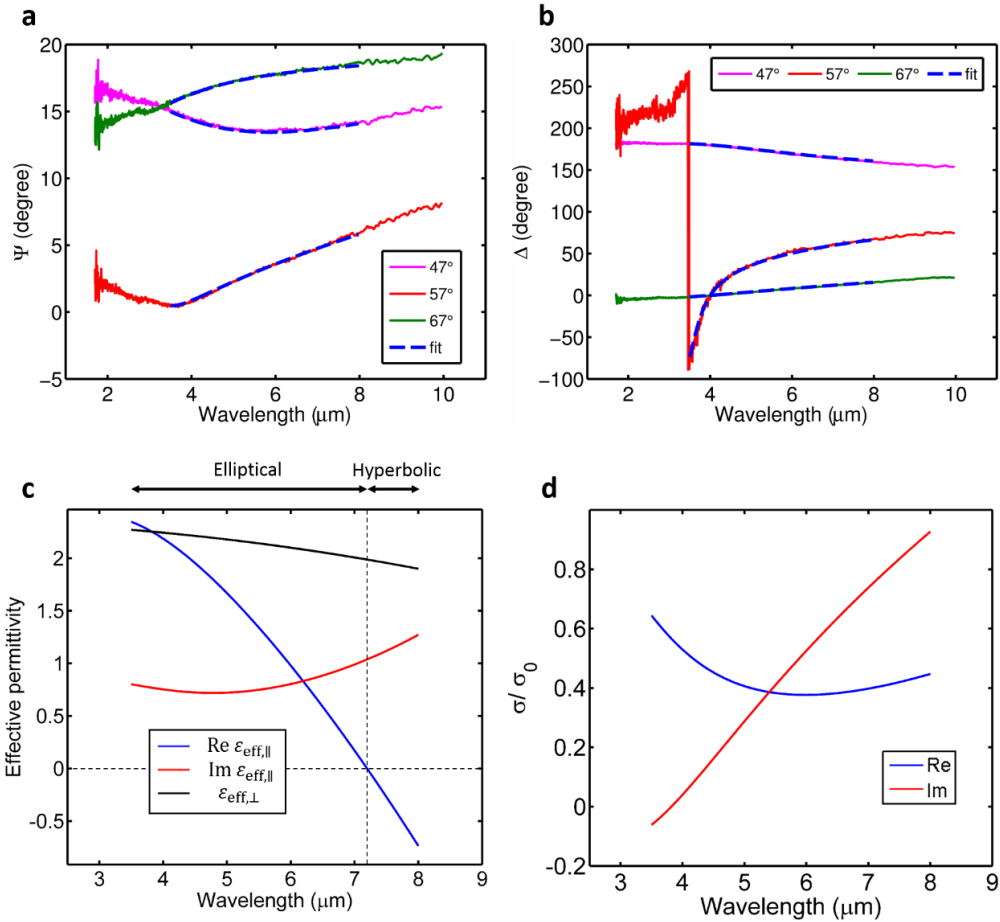 a
20
15
10
5
0
−5
Ψ (degree)
2 4 6 8 10
Wavelength (μm)
47°
57°
67°
fit
b
300
250
200
150
100
50
0
−50
−100
Δ (degree)
2 4 6 8 10
Wavelength (μm)
47° 57° 67° fit
c
Elliptical Hyperbolic
2
1.5
1
0.5
0
-0.5
Effective permittivity
3 4 5 6 7 8 9
Wavelength (μm)
Re ε_eff,∥
Im ε_eff,∥
ε_eff,⊥
d
0.8
0.6
0.4
0.2
0
-0.2
σ/ σ₀
3 4 5 6 7 8 9
Wavelength (μm)
Re
Im